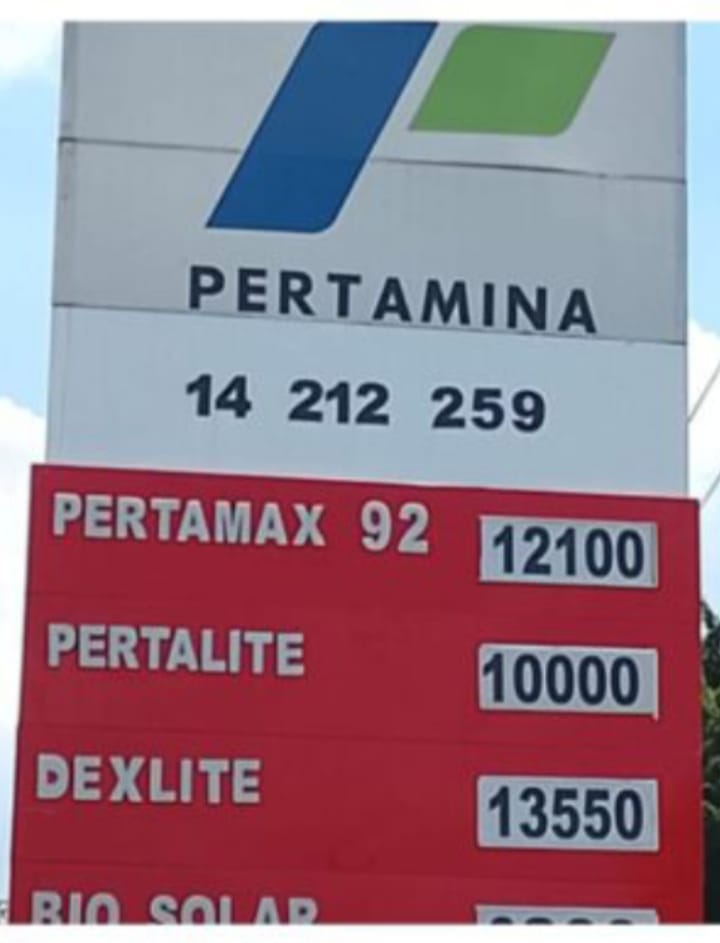 PERTAMINA
14 212 259
PERTAMAX 92 12100
PERTALITE 10000
DEXLITE 13550
BIO SOLAR